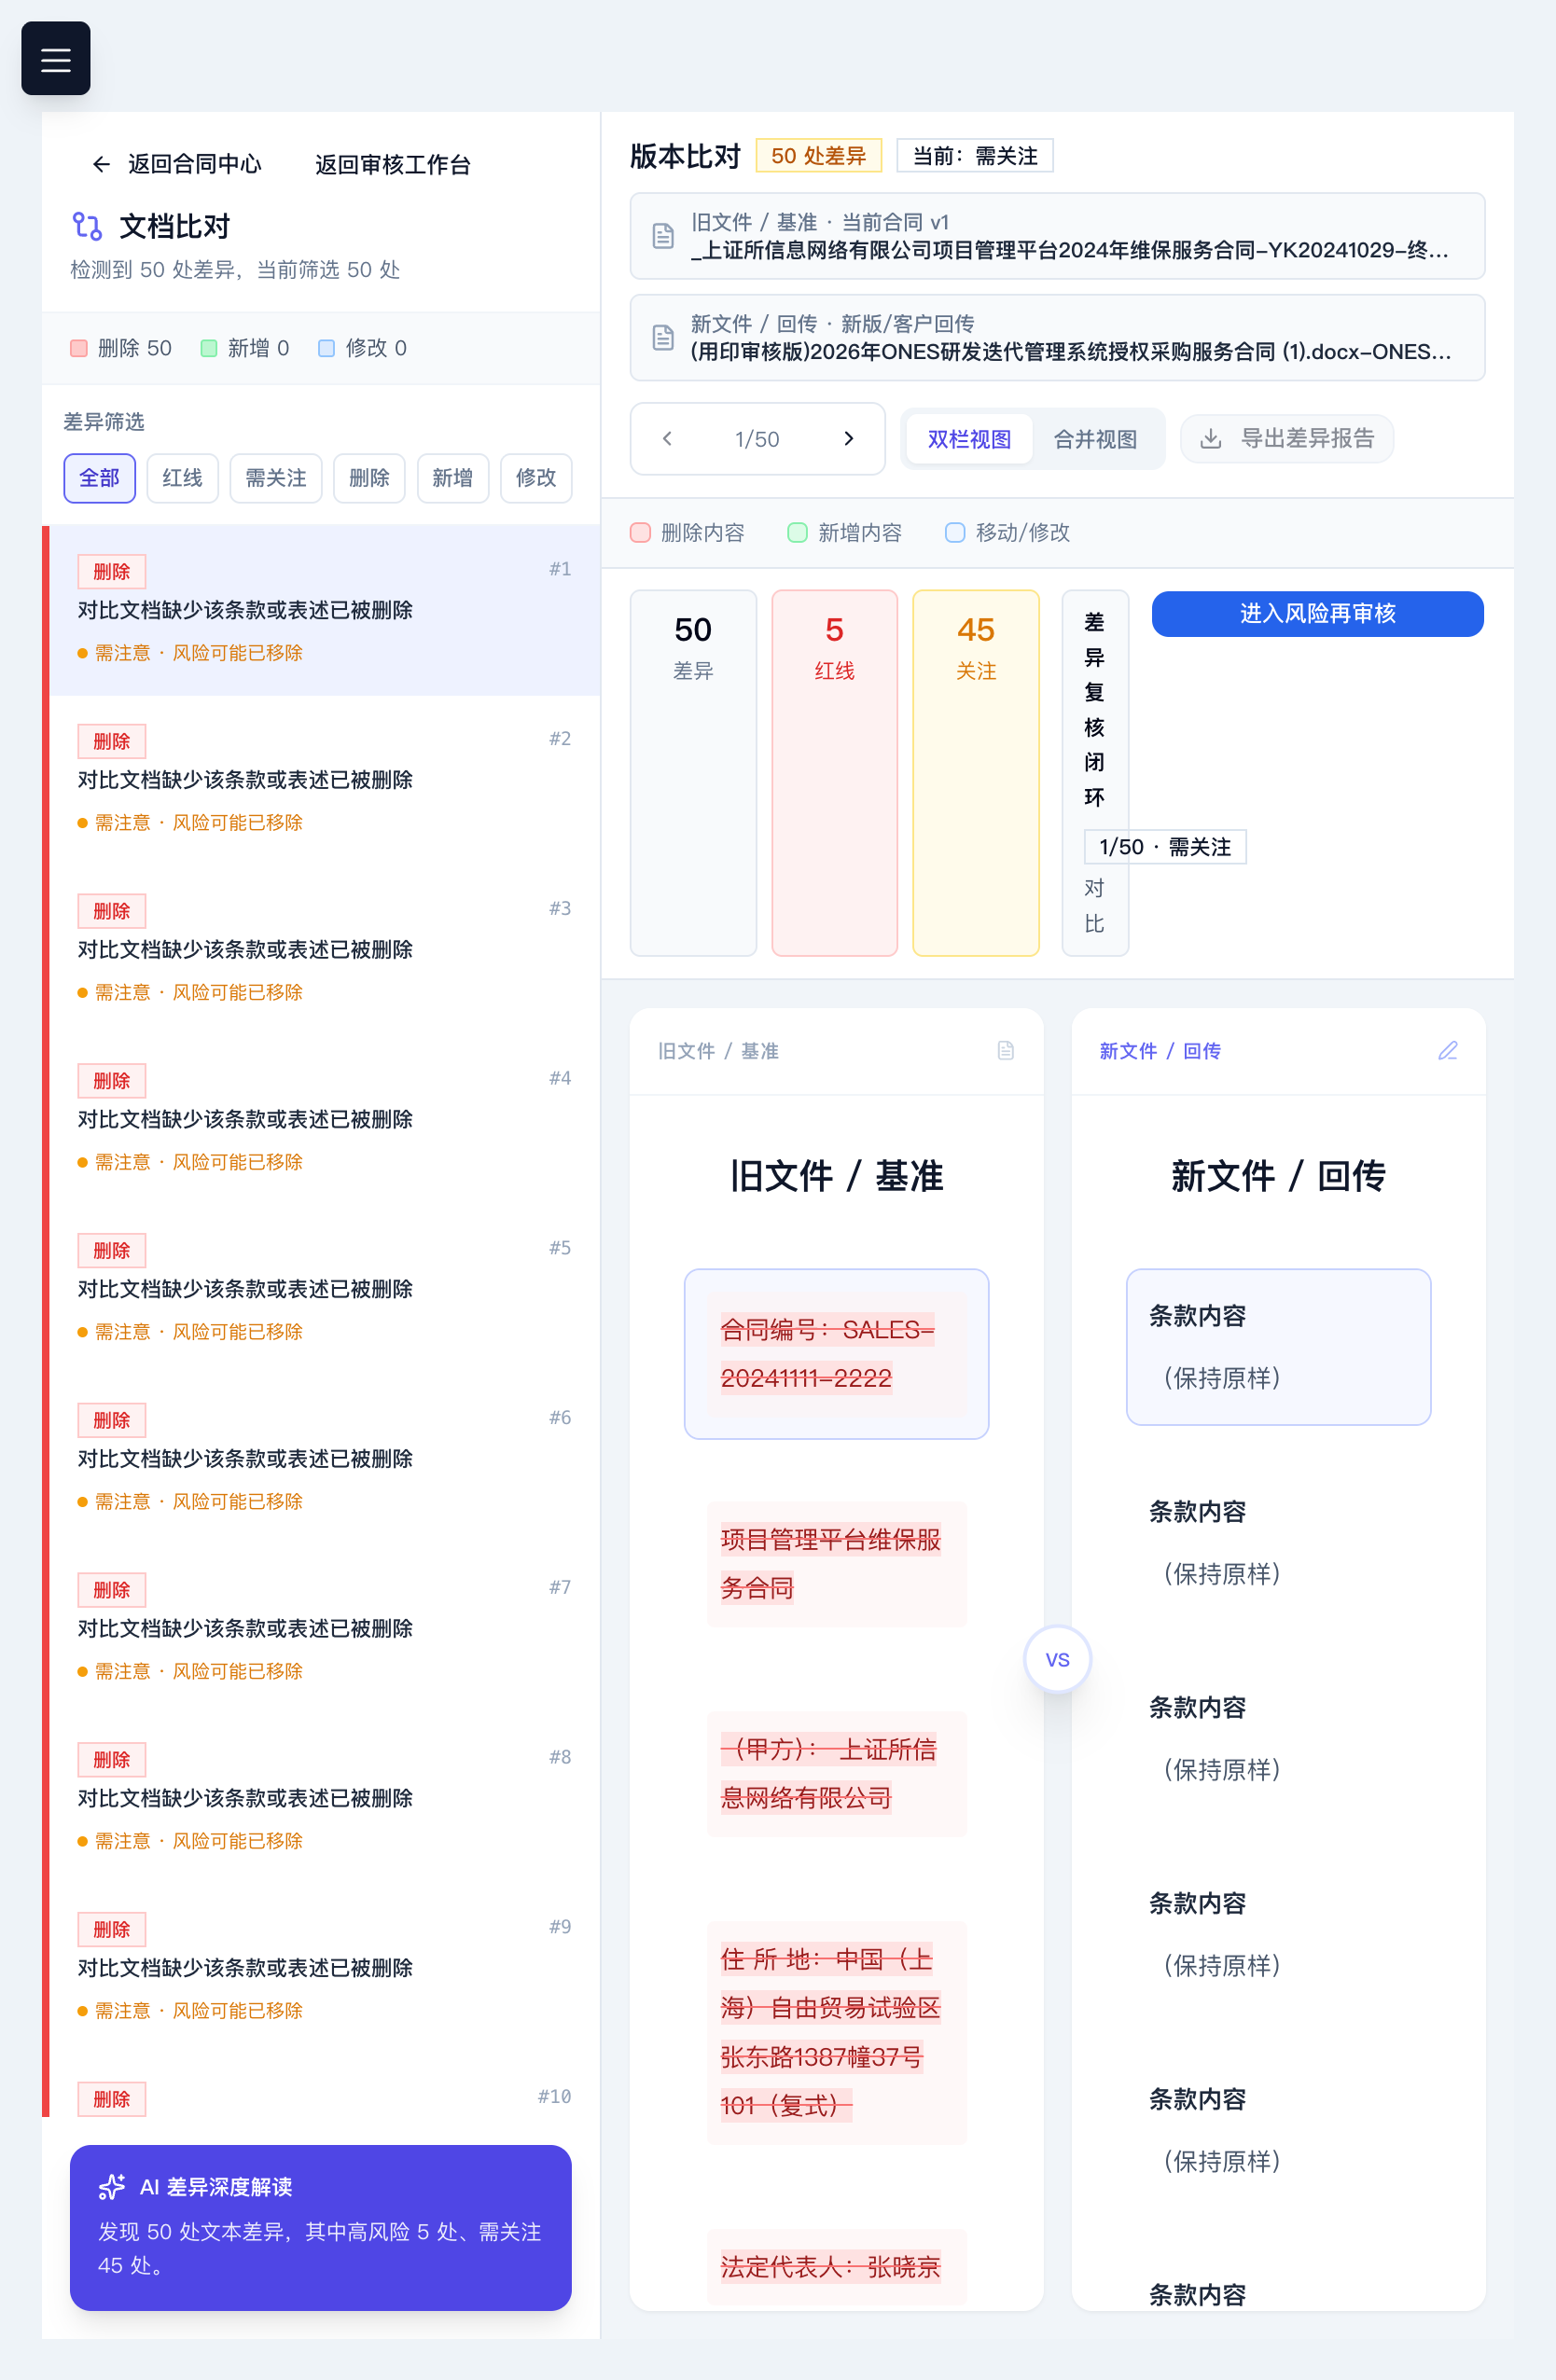 返回合同中心
返回审核工作台
文档比对
检测到 50 处差异，当前筛选 50 处
删除 50
新增 0
修改 0
差异筛选
全部
红线
需关注
删除
新增
修改
删除
#1
对比文档缺少该条款或表述已被删除
需注意 · 风险可能已移除
删除
#2
对比文档缺少该条款或表述已被删除
需注意 · 风险可能已移除
删除
#3
对比文档缺少该条款或表述已被删除
需注意 · 风险可能已移除
删除
#4
对比文档缺少该条款或表述已被删除
需注意 · 风险可能已移除
删除
#5
对比文档缺少该条款或表述已被删除
需注意 · 风险可能已移除
删除
#6
对比文档缺少该条款或表述已被删除
需注意 · 风险可能已移除
删除
#7
对比文档缺少该条款或表述已被删除
需注意 · 风险可能已移除
删除
#8
对比文档缺少该条款或表述已被删除
需注意 · 风险可能已移除
删除
#9
对比文档缺少该条款或表述已被删除
需注意 · 风险可能已移除
删除
#10
AI 差异深度解读
发现 50 处文本差异，其中高风险 5 处、需关注
45 处。
版本比对
50 处差异
当前：需关注
旧文件 / 基准 · 当前合同 v1
_上证所信息网络有限公司项目管理平台2024年维保服务合同-YK20241029-终...
新文件 / 回传 · 新版/客户回传
(用印审核版)2026年ONES研发迭代管理系统授权采购服务合同 (1).docx-ONES...
1/50
双栏视图
合并视图
导出差异报告
删除内容
新增内容
移动/修改
50
差异
5
红线
45
关注
差
异
复
核
闭
环
1/50 · 需关注
对
比
进入风险再审核
旧文件 / 基准
旧文件 / 基准
合同编号：SALES-
20241111-2222
项目管理平台维保服
务合同
（甲方）： 上证所信
息网络有限公司
住 所 地：中国（上
海）自由贸易试验区
张东路1387幢37号
101（复式）
法定代表人：张晓京
VS
新文件 / 回传
新文件 / 回传
条款内容
（保持原样）
条款内容
（保持原样）
条款内容
（保持原样）
条款内容
（保持原样）
条款内容
（保持原样）
条款内容